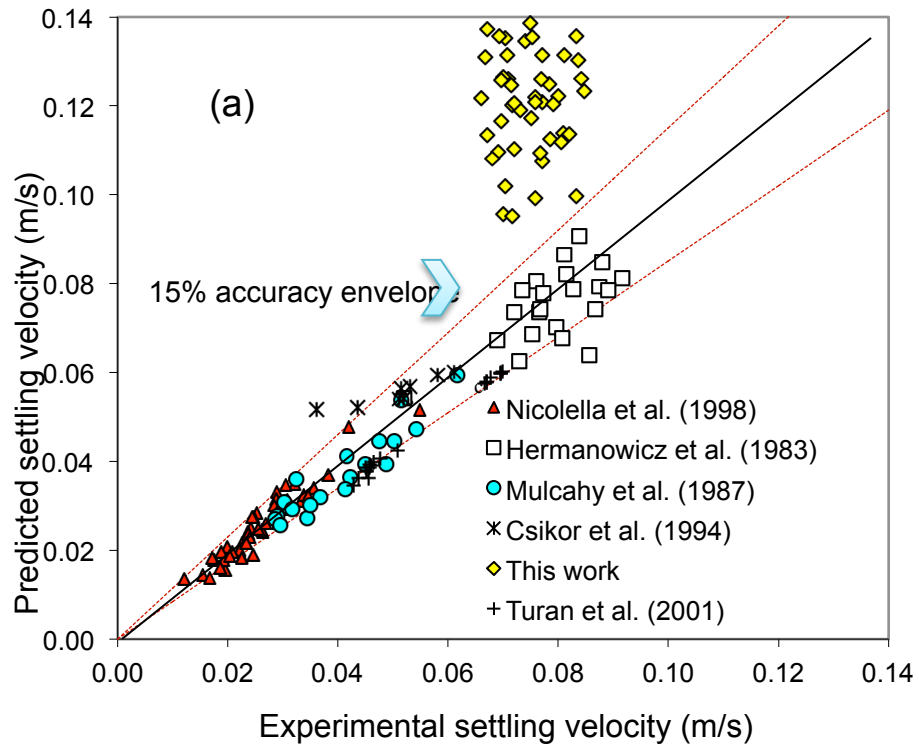 0.14
(a)
0.12
0.10
0.08
15% accuracy envelope
0.06
0.04
0.02
0.00
Predicted settling velocity (m/s)
Nicolella et al. (1998)
Hermanowicz et al. (1983)
Mulcahy et al. (1987)
Csikor et al. (1994)
This work
Turan et al. (2001)
0.00 0.02 0.04 0.06 0.08 0.10 0.12 0.14
Experimental settling velocity (m/s)